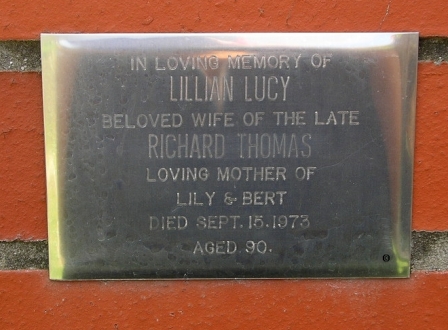 IN LOVING MEMORY OF
LILLIAN LUCY
BELOVED WIFE OF THE LATE
RICHARD THOMAS
LOVING MOTHER OF
LILY & BERT
DIED SEPT. 15. 1973
AGED 90.